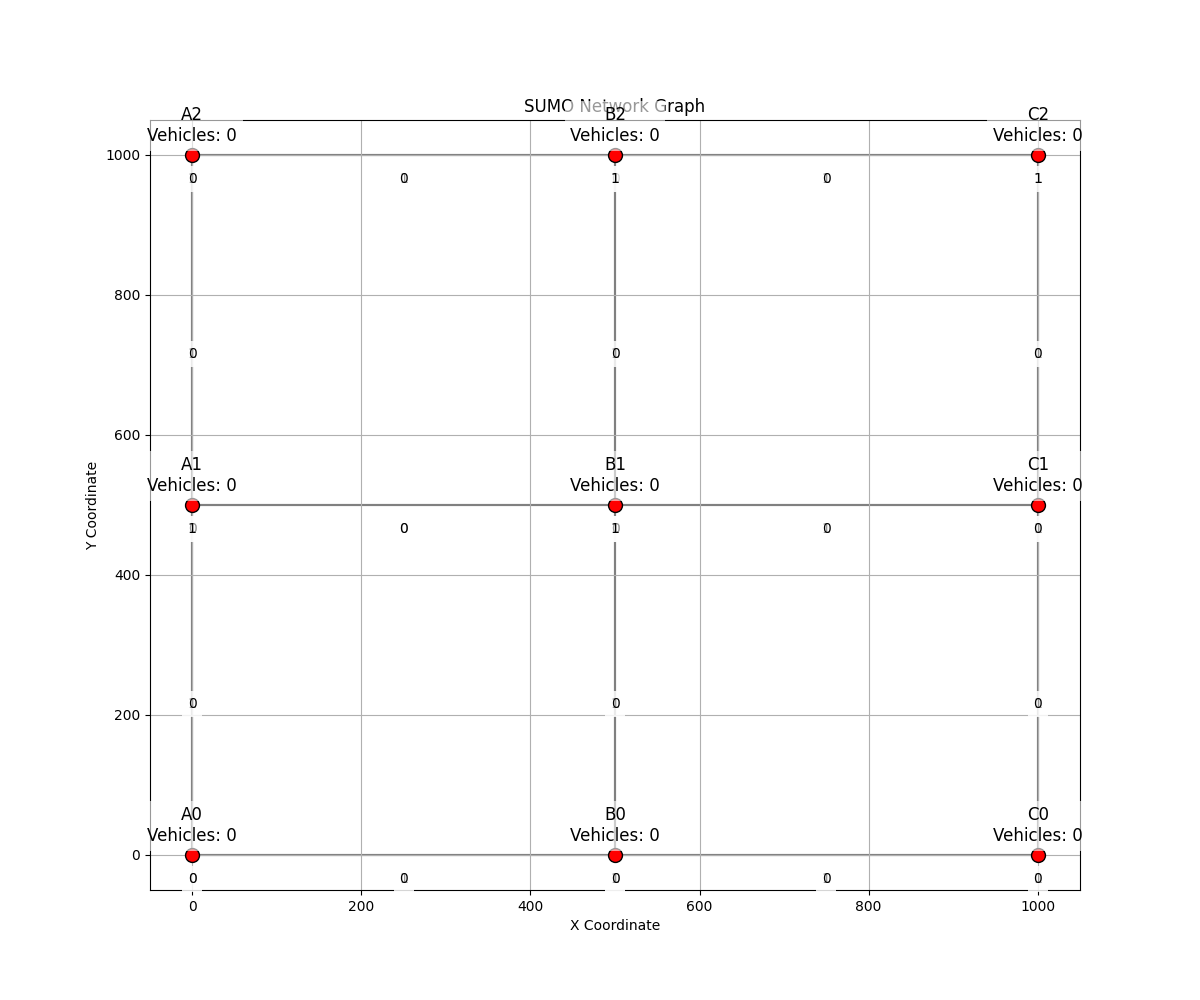 SUMO Network Graph
A2 B2 C2
Vehicles: 0 Vehicles: 0 Vehicles: 0
1000
0 0 1 0 1
800
0 0 0
600
A1 B1 C1
Vehicles: 0 Vehicles: 0 Vehicles: 0
1 0 1 0 0
400
0 0 0
200
A0 B0 C0
Vehicles: 0 Vehicles: 0 Vehicles: 0
0
0 0 0 0 0
0 200 400 600 800 1000
X Coordinate
Y Coordinate